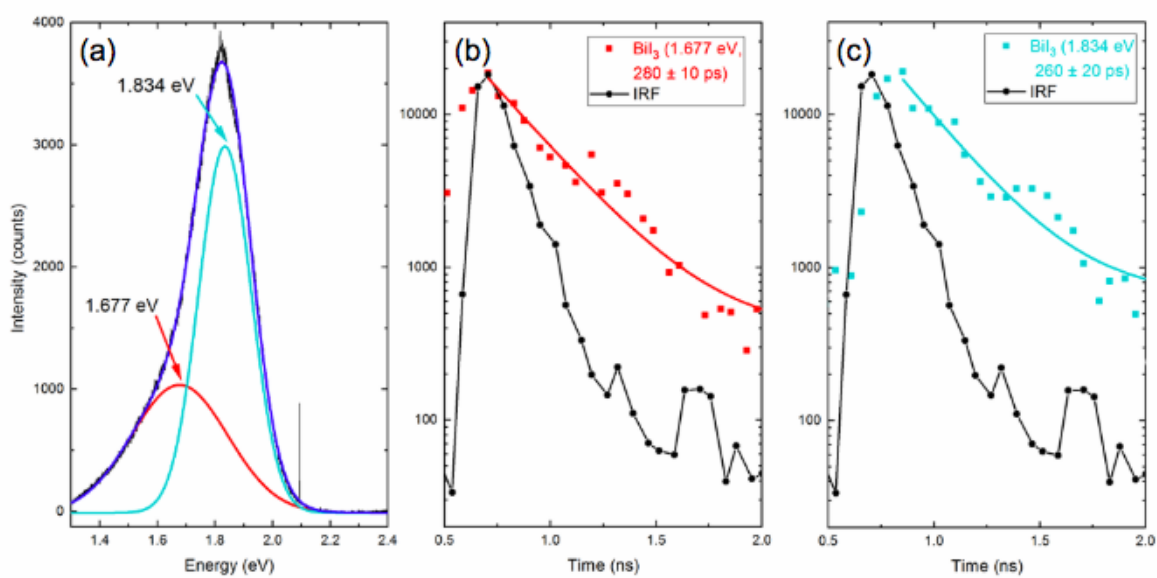 (a)
1.834 eV
1.677 eV
4000
3000
2000
1000
0
Intensity (counts)
1.4 1.6 1.8 2.0 2.2 2.4
Energy (eV)
(b)
BiI₃ (1.677 eV,
280 ± 10 ps)
IRF
10000
1000
100
0.5 1.0 1.5 2.0
Time (ns)
(c)
BiI₃ (1.834 eV
260 ± 20 ps)
IRF
10000
1000
100
0.5 1.0 1.5 2.0
Time (ns)